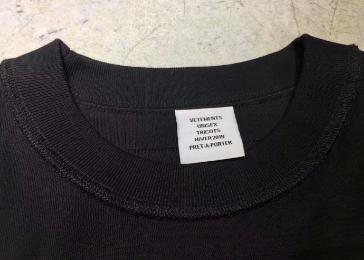 VETEMENTS
UNISEX
TRICOTS
HIVER2019
PRET-A-PORTER